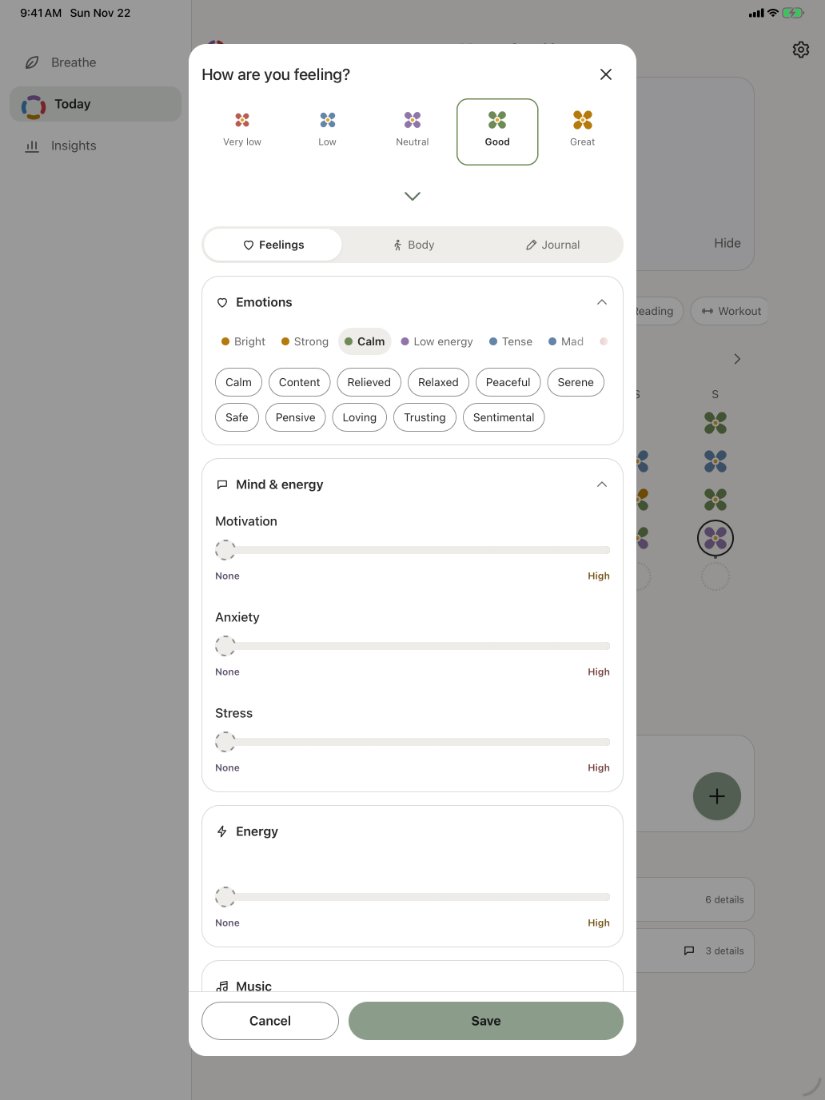 9:41 AM Sun Nov 22
Breathe
Today
Insights
How are you feeling?
Very low Low Neutral Good Great
Feelings Body Journal
Emotions
Bright Strong Calm Low energy Tense Mad
Calm Content Relieved Relaxed Peaceful Serene
Safe Pensive Loving Trusting Sentimental
Mind & energy
Motivation
None High
Anxiety
None High
Stress
None High
Energy
None High
Music
Cancel Save
Hide
Workout
S S
6 details
3 details